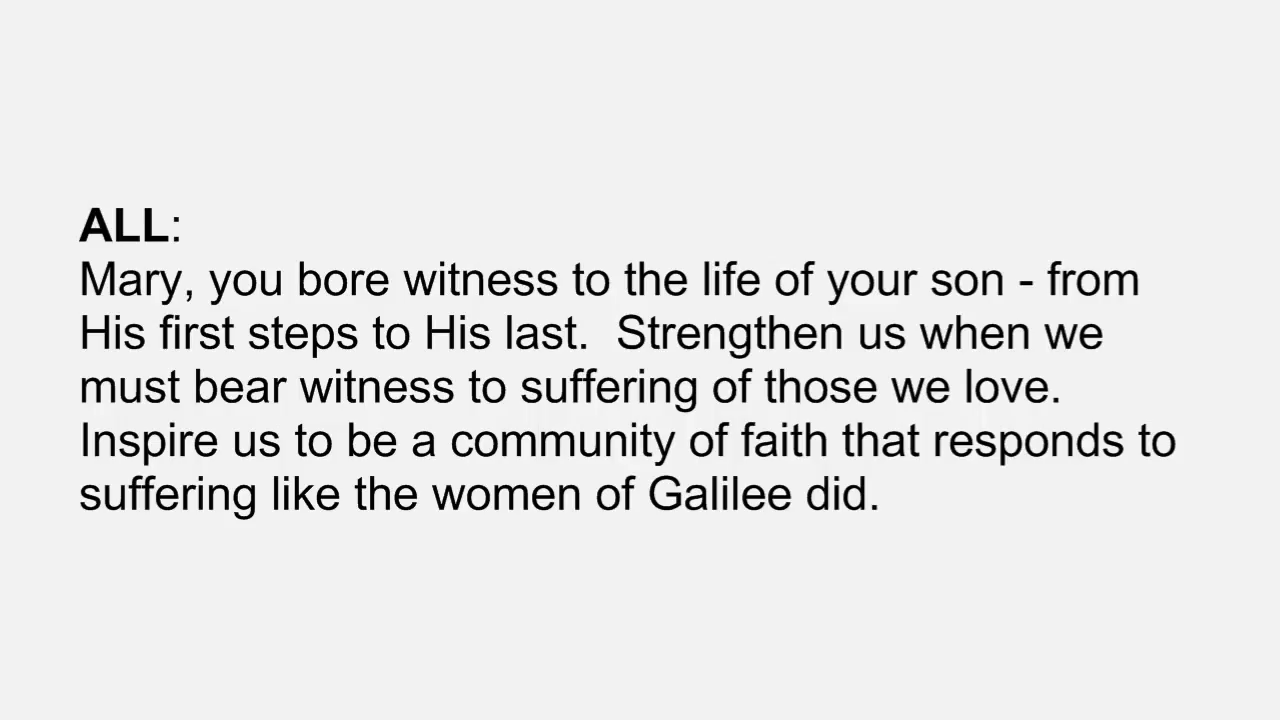 ALL:
Mary, you bore witness to the life of your son - from
His first steps to His last.  Strengthen us when we
must bear witness to suffering of those we love.
Inspire us to be a community of faith that responds to
suffering like the women of Galilee did.